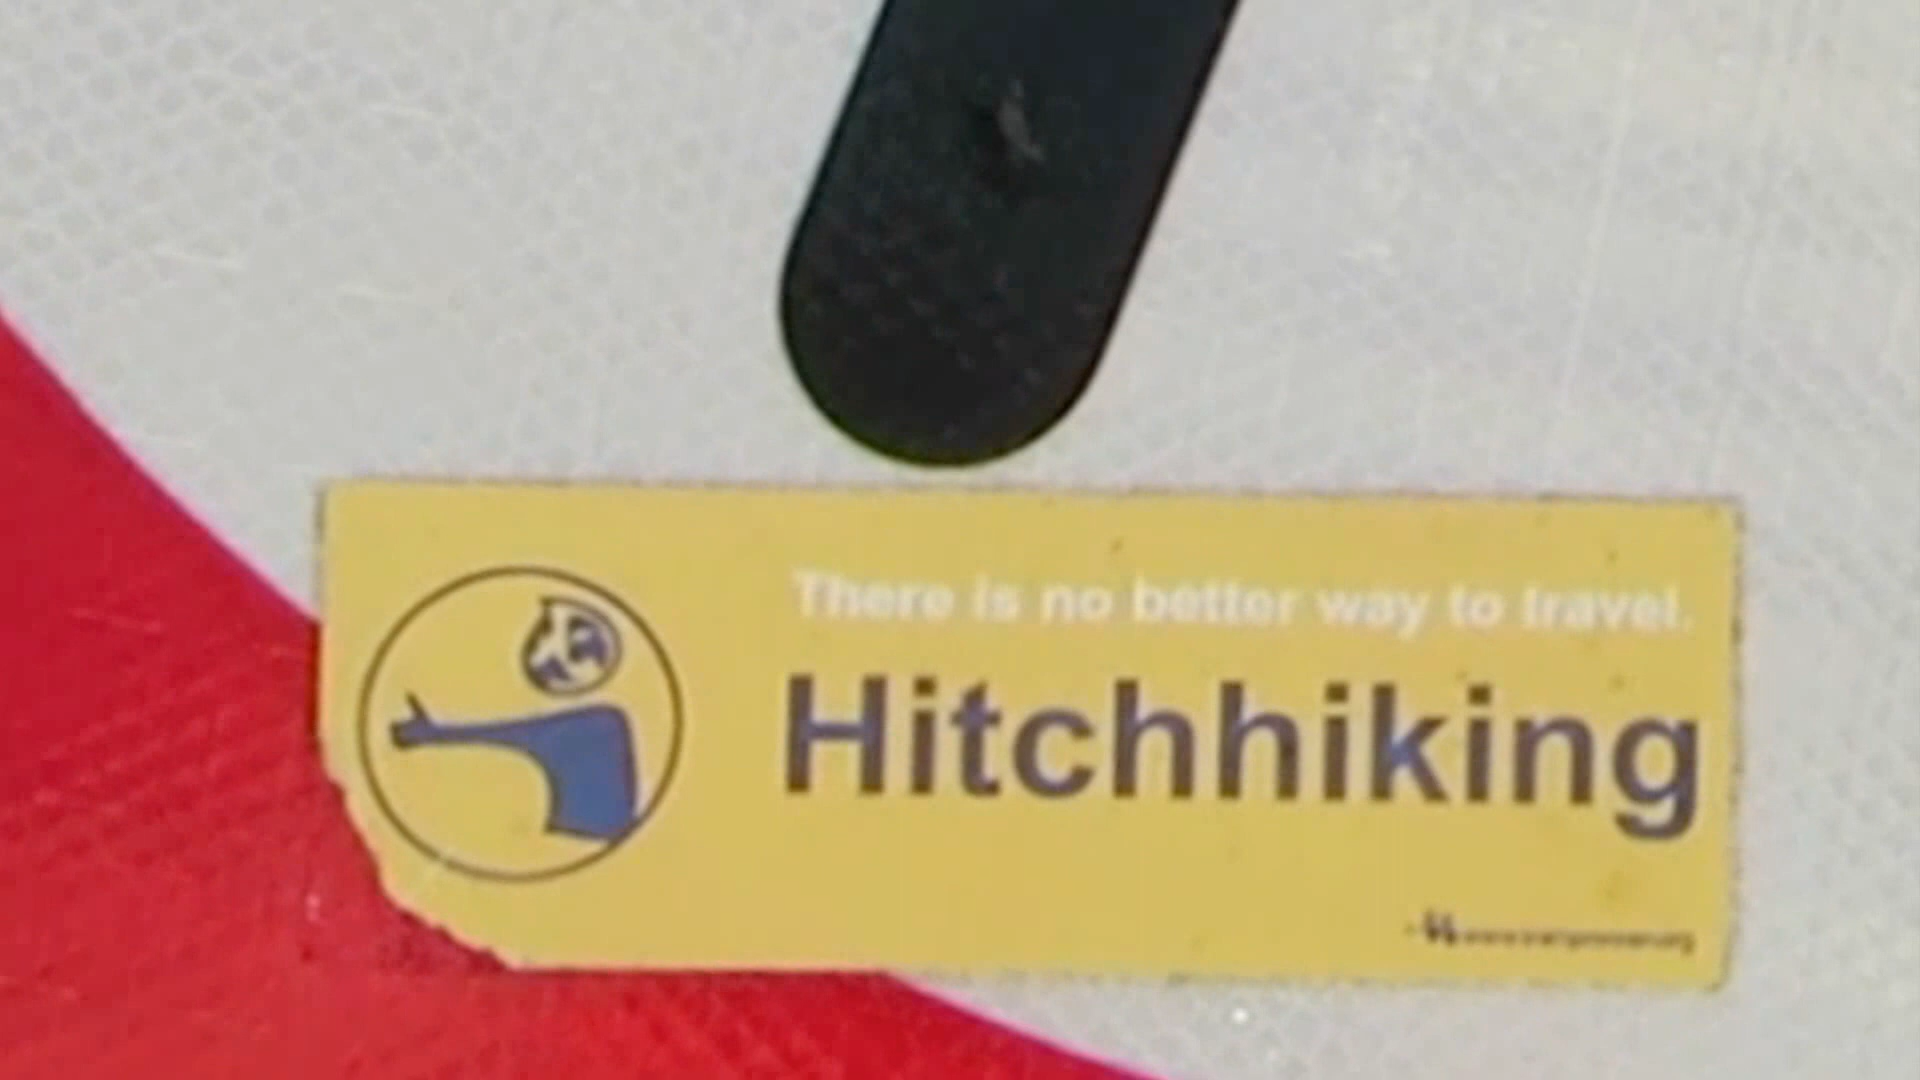 There is no better way to travel.
Hitchhiking